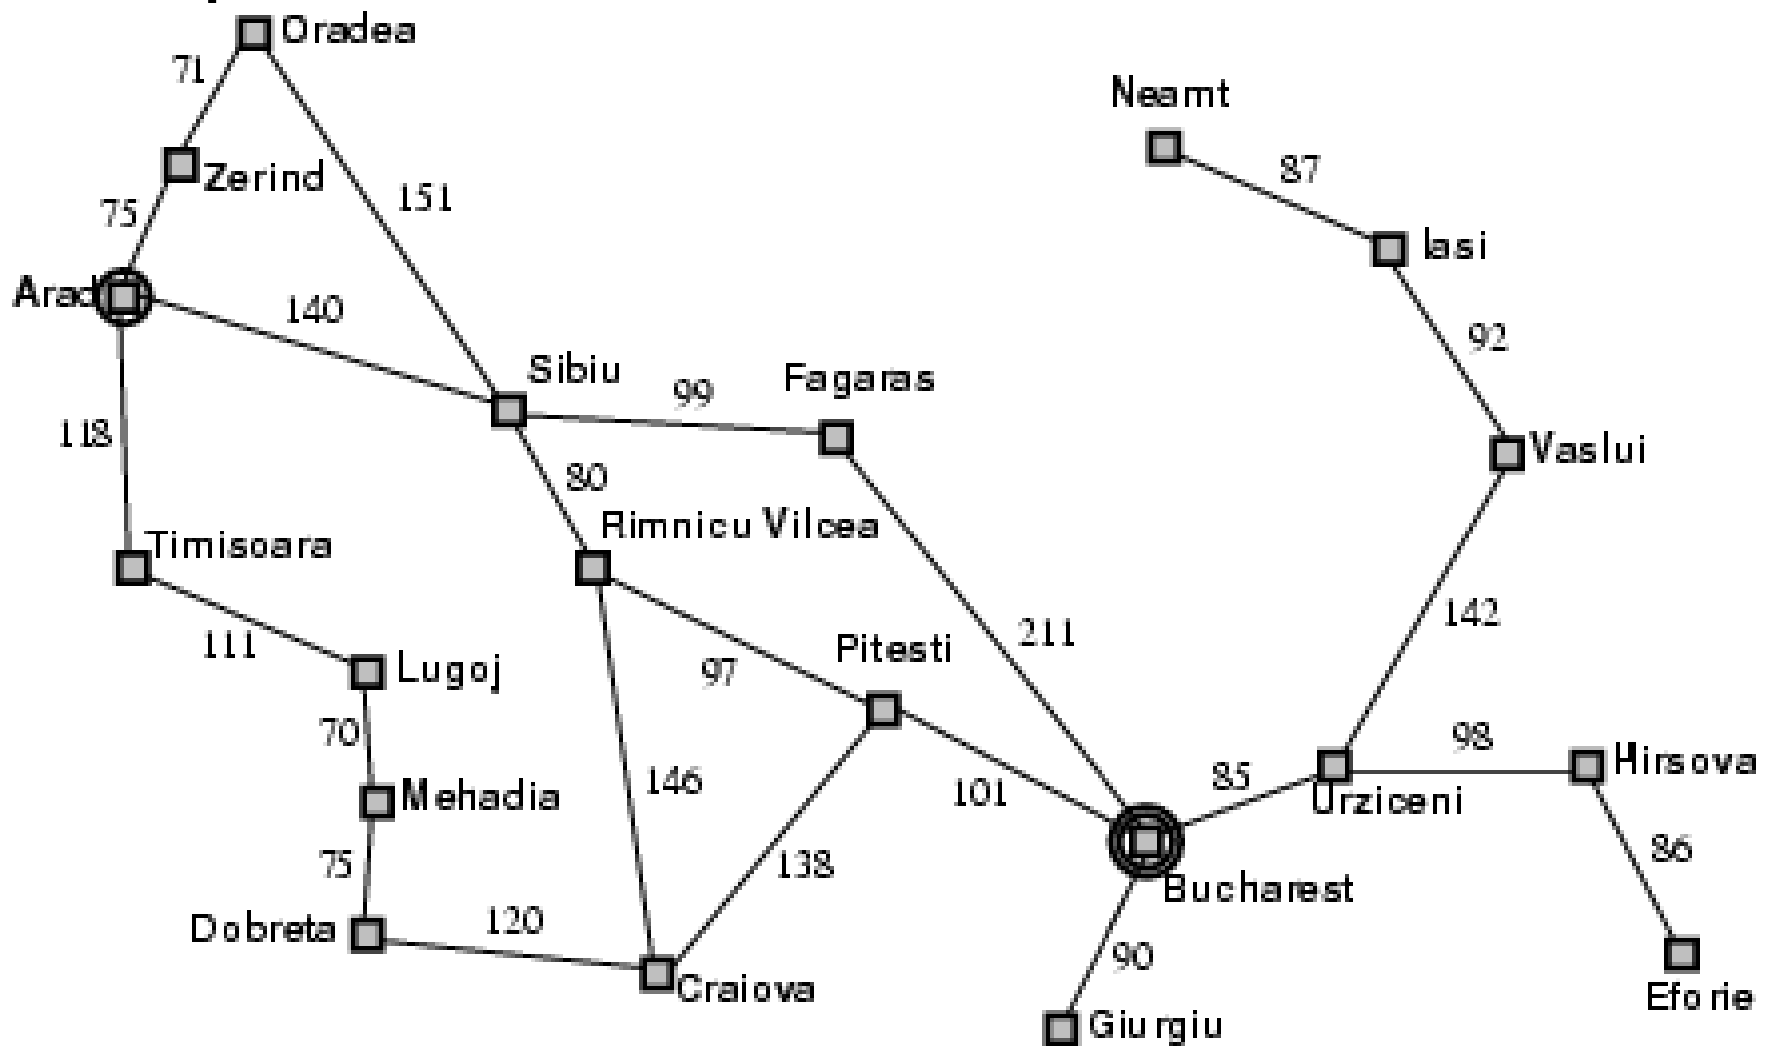 Oradea
71
Neamt
87
Zerind
151
75
Iasi
Arad
140
92
Sibiu
99
Fagaras
118
Vaslui
80
Timisoara
Rimnicu Vilcea
142
211
111
Lugoj
97
Pitesti
70
98
Hirsova
146
85
Mehadia
101
Urziceni
86
75
138
Bucharest
120
Dobreta
90
Craiova
Eforie
Giurgiu